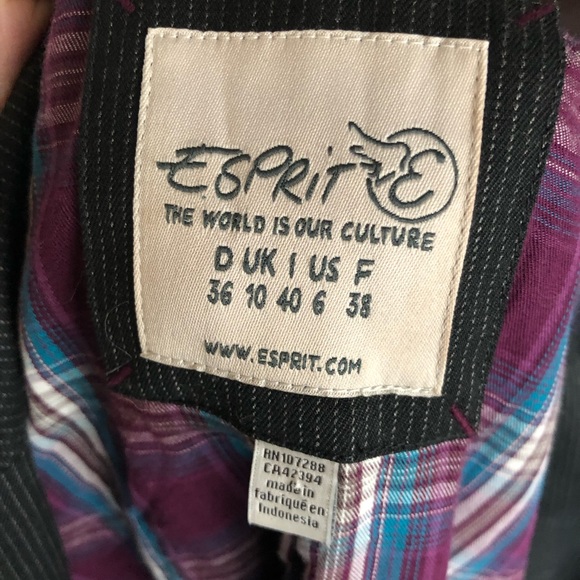 ESPRIT E
THE WORLD IS OUR CULTURE
D UK I US F
36 10 40 6 38
WWW.ESPRIT.COM
RN107288
CA42394
made in
fabriqué en
Indonesia